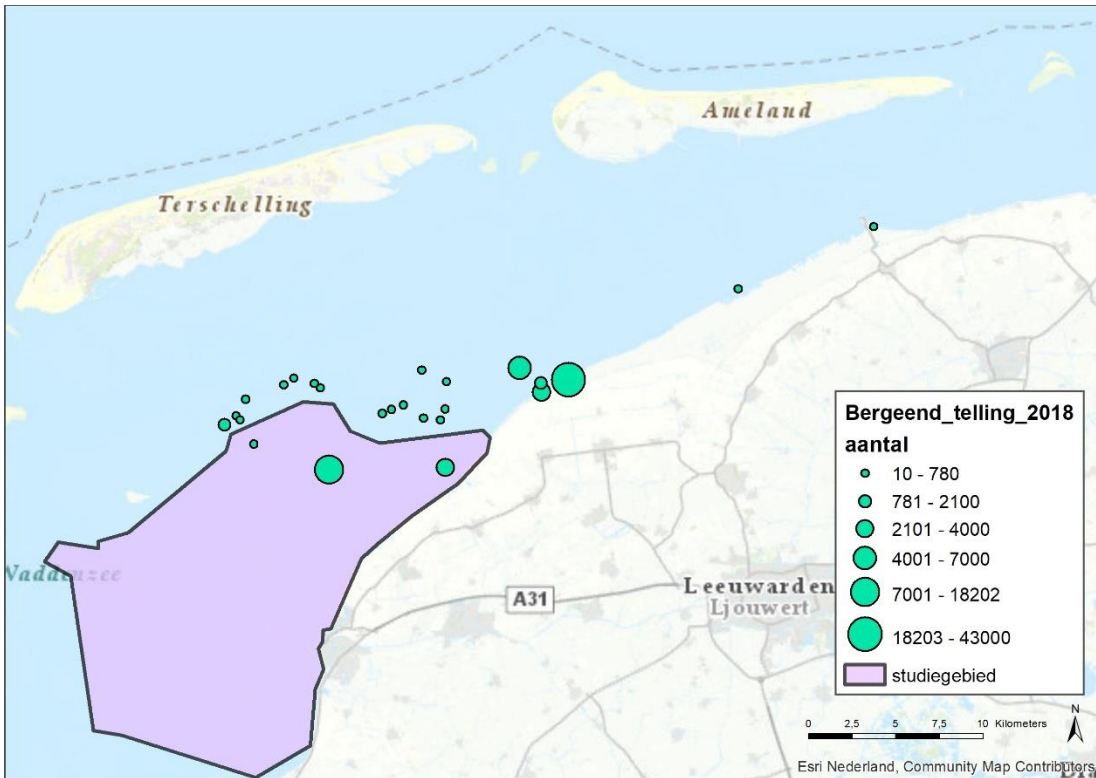 Ameland
Terschelling
Waddenzee
Leeuwarden
Ljouwert
A31
Bergeend_telling_2018
aantal
10 - 780
781 - 2100
2101 - 4000
4001 - 7000
7001 - 18202
18203 - 43000
studiegebied
N
0 2,5 5 7,5 10 Kilometers
Esri Nederland, Community Map Contributors